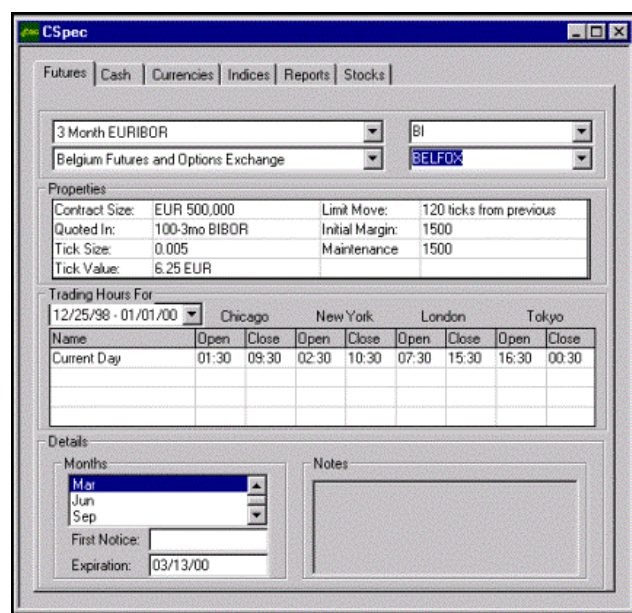 CSpec
Futures Cash Currencies Indices Reports Stocks
3 Month EURIBOR BI
Belgium Futures and Options Exchange BELFOX
Properties
Contract Size: EUR 500,000 Limit Move: 120 ticks from previous
Quoted In: 100-3mo BIBOR Initial Margin: 1500
Tick Size: 0.005 Maintenance 1500
Tick Value: 6.25 EUR
Trading Hours For
12/25/98 - 01/01/00 Chicago New York London Tokyo
Name Open Close Open Close Open Close Open Close
Current Day 01:30 09:30 02:30 10:30 07:30 15:30 16:30 00:30
Details
Months Notes
Mar
Jun
Sep
First Notice:
Expiration: 03/13/00